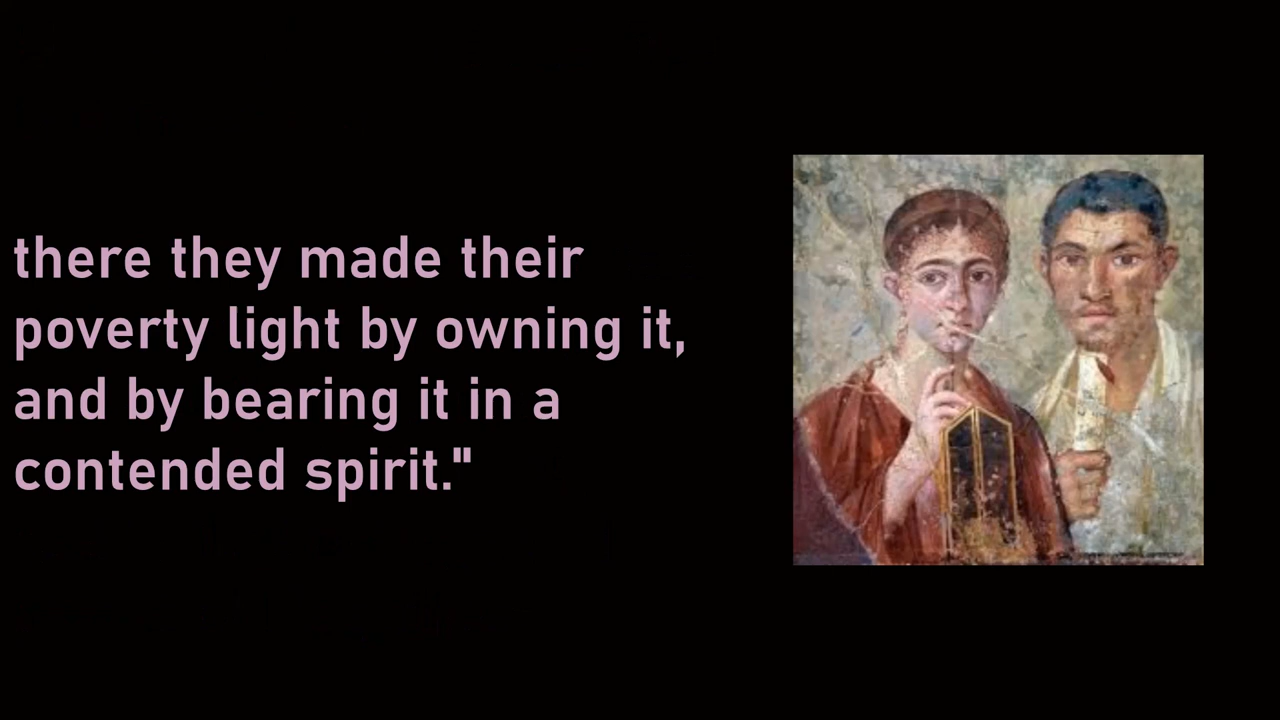 there they made their
poverty light by owning it,
and by bearing it in a
contended spirit."